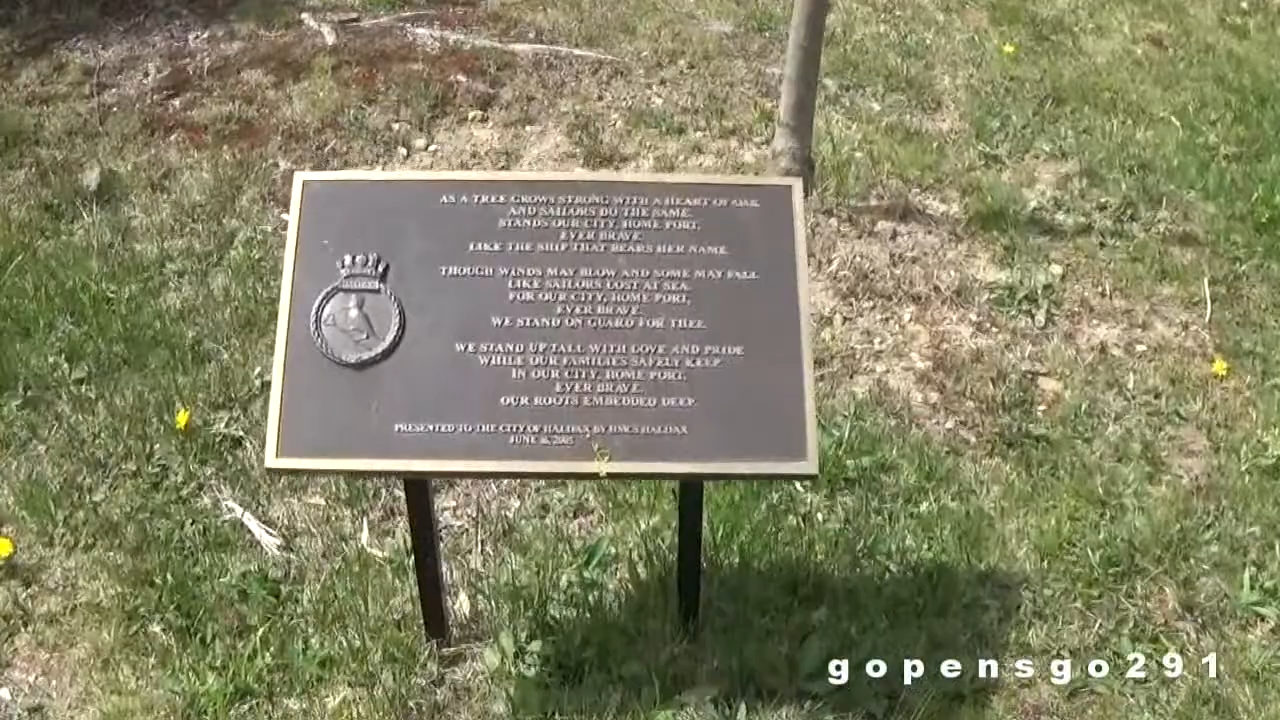 AS A TREE GROWS STRONG WITH A HEART OF OAK
AND SAILORS DO THE SAME.
STANDS OUR CITY, HOME PORT,
EVER BRAVE.
LIKE THE SHIP THAT BEARS HER NAME.
THOUGH WINDS MAY BLOW AND SOME MAY FALL
LIKE SAILORS LOST AT SEA.
FOR OUR CITY, HOME PORT,
EVER BRAVE.
WE STAND ON GUARD FOR THEE.
WE STAND UP TALL WITH LOVE AND PRIDE
WHILE OUR FAMILIES SAFELY KEEP
IN OUR CITY, HOME PORT,
EVER BRAVE.
OUR ROOTS EMBEDDED DEEP.
PRESENTED TO THE CITY OF HALIFAX BY HMCS HALIFAX
JUNE 16, 2005
gopensgo291